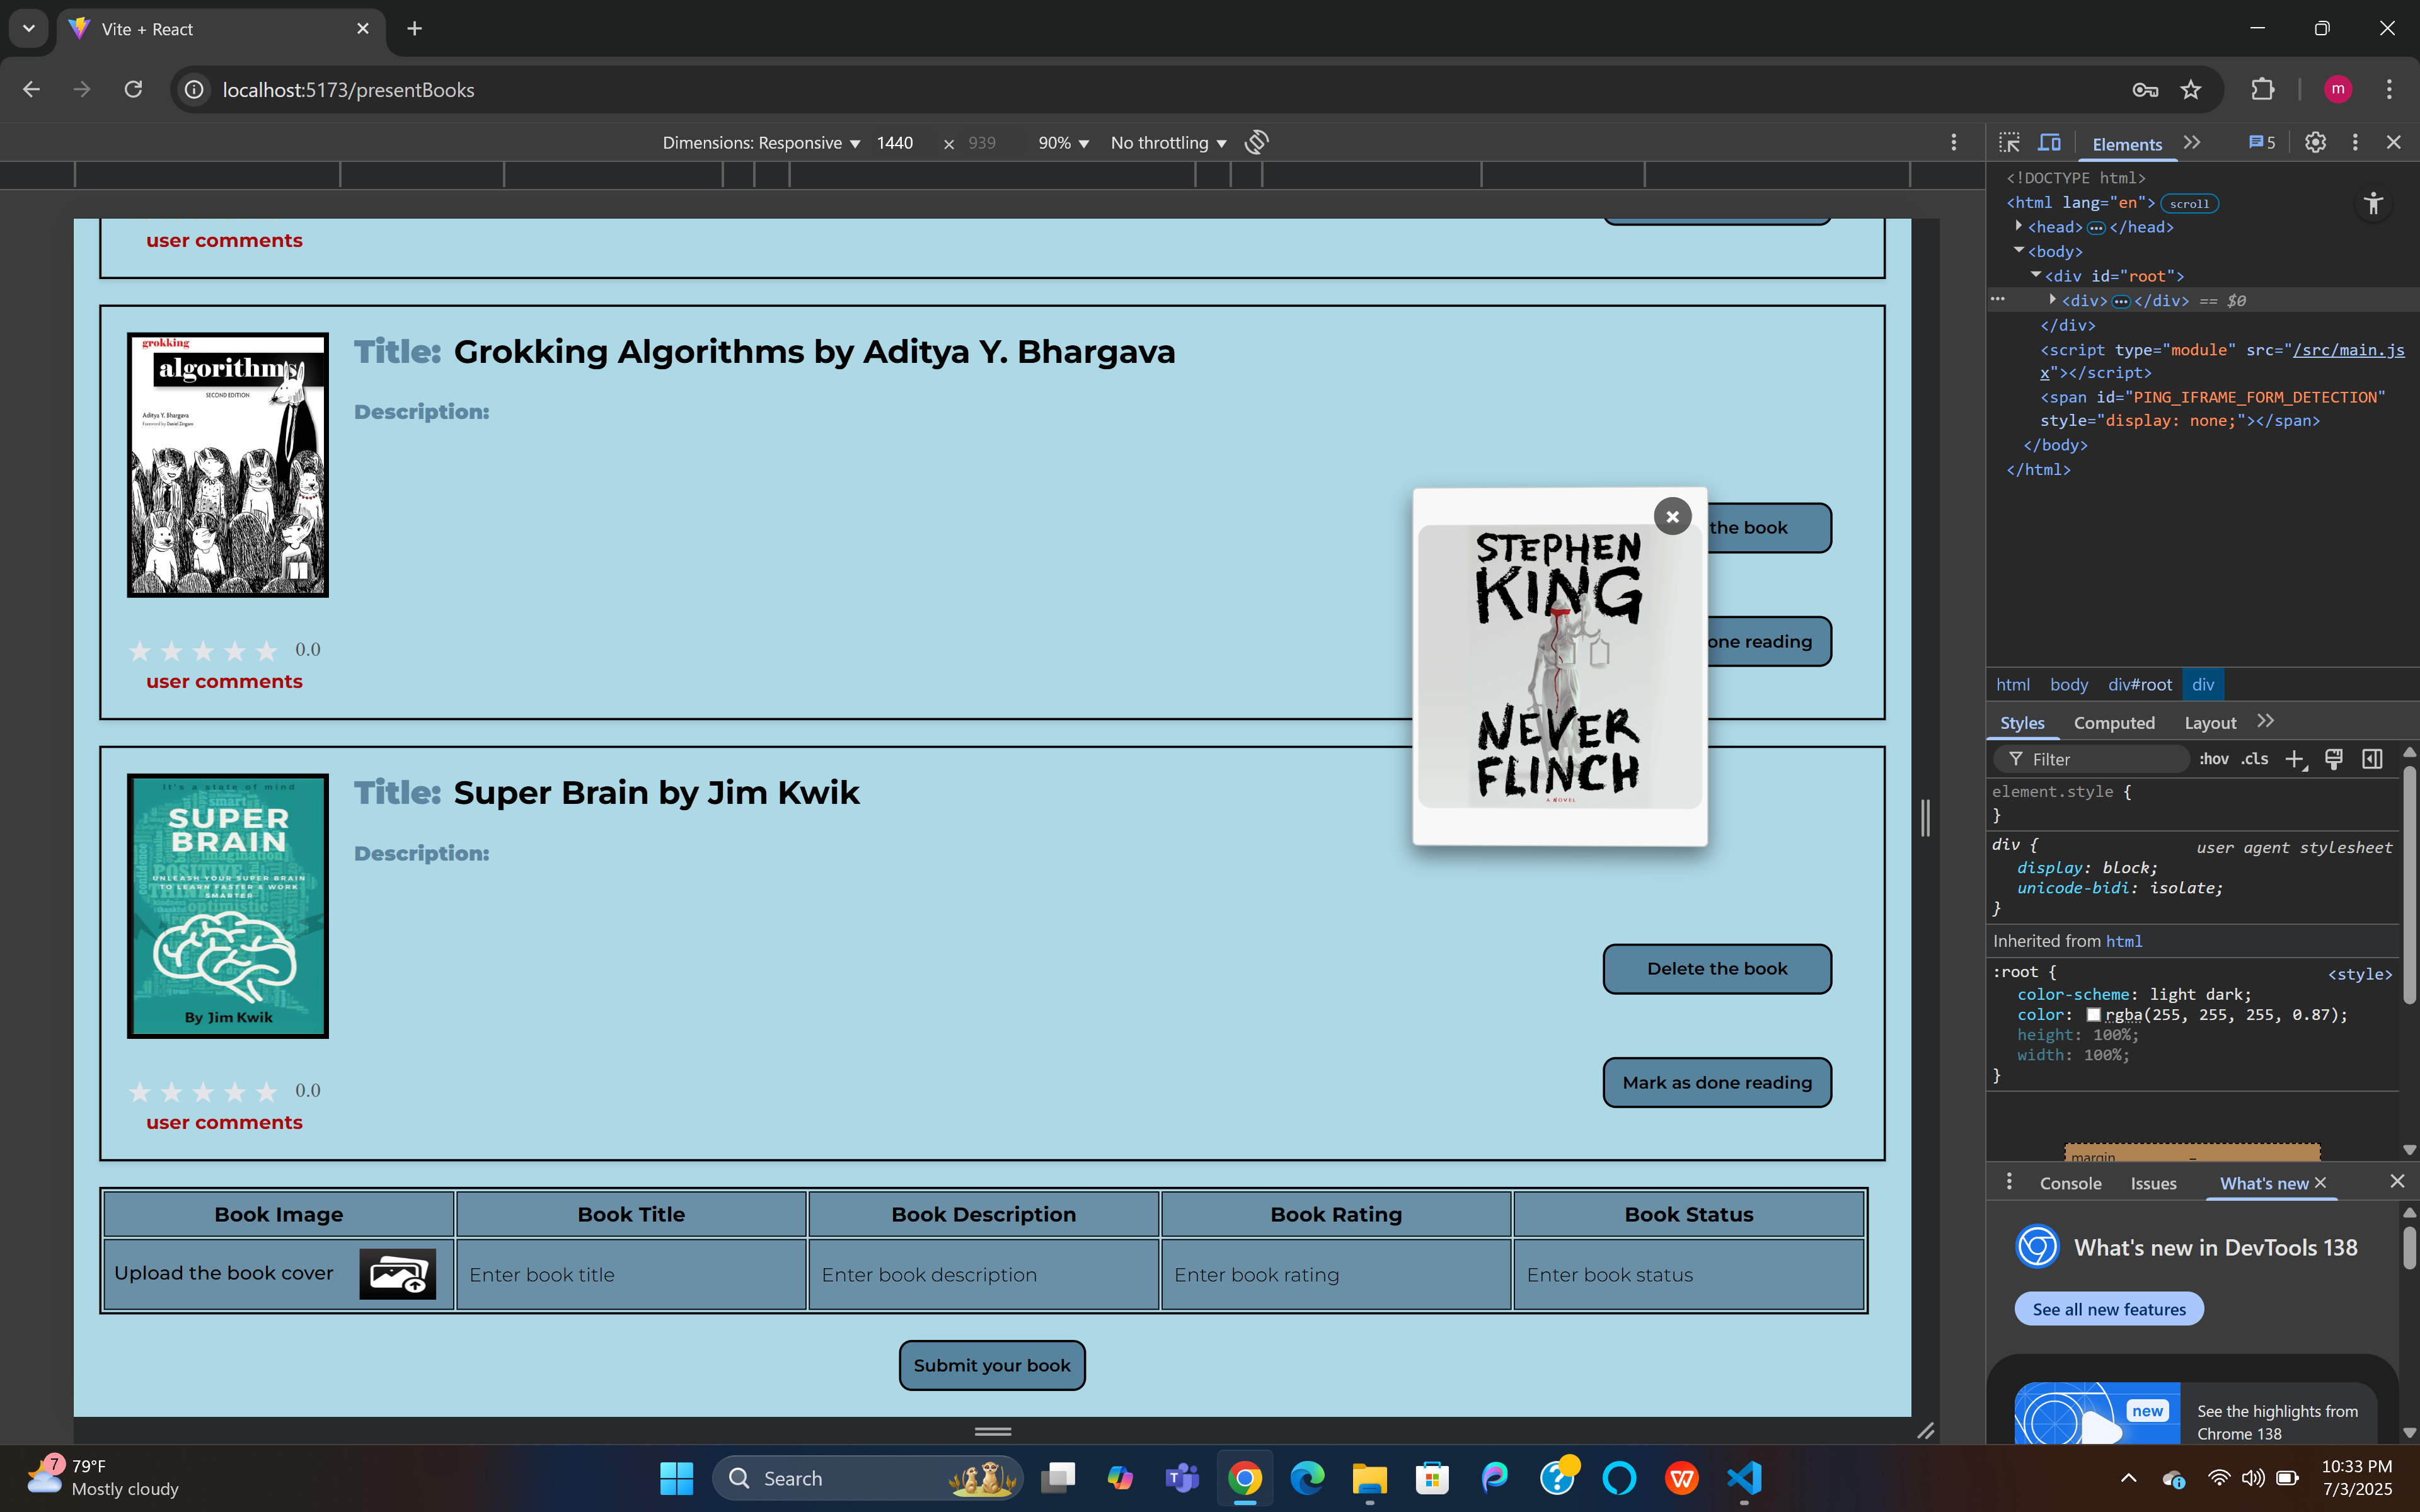 Vite + React
localhost:5173/presentBooks
m
Dimensions: Responsive 1440 × 939 90% No throttling
Elements 5
user comments
<!DOCTYPE html>
<html lang="en"> scroll
<head> </head>
<body>
<div id="root">
<div> </div> == $0
</div>
<script type="module" src="/src/main.js
x"></script>
<span id="PING_IFRAME_FORM_DETECTION"
style="display: none;"></span>
</body>
</html>
grokking
algorithms
SECOND EDITION
Aditya Y. Bhargava
Foreword by Daniel Zingaro
Title: Grokking Algorithms by Aditya Y. Bhargava
Description:
the book
one reading
0.0
user comments
STEPHEN
KING
NEVER
FLINCH
A NOVEL
html body div#root div
Styles Computed Layout
Filter :hov .cls
element.style {
}
div { user agent stylesheet
display: block;
unicode-bidi: isolate;
}
Inherited from html
:root { <style>
color-scheme: light dark;
color: rgba(255, 255, 255, 0.87);
height: 100%;
width: 100%;
}
margin –
It's a state of mind
smart
SUPER
BRAIN
imagination
POSITIVE
UNLEASH YOUR SUPER BRAIN
TO LEARN FASTER & WORK
SMARTER
optimistic
By Jim Kwik
Title: Super Brain by Jim Kwik
Description:
Delete the book
Mark as done reading
0.0
user comments
Book Image Book Title Book Description Book Rating Book Status
Upload the book cover Enter book title Enter book description Enter book rating Enter book status
Submit your book
Console Issues What's new
What's new in DevTools 138
See all new features
new
See the highlights from
Chrome 138
7
79°F
Mostly cloudy
Search
T
W
10:33 PM
7/3/2025